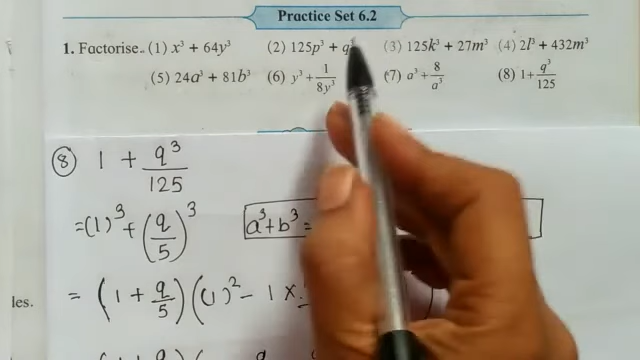 Practice Set 6.2
1. Factorise. (1) x³ + 64y³ (2) 125p³ + q³ (3) 125k³ + 27m³ (4) 2l³ + 432m³
(5) 24a³ + 81b³ (6) y³ + 1/8y³ (7) a³ + 8/a³ (8) 1 + q³/125
⑧ 1 + q³/125
= (1)³ + (q/5)³ a³+b³ =
les. = (1 + q/5)((1)² - 1 ×